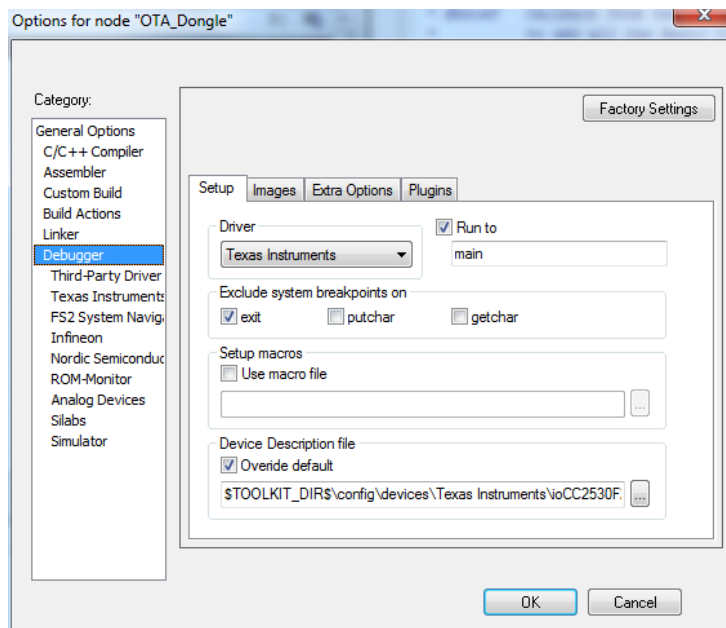 Options for node "OTA_Dongle"
Category:
Factory Settings
General Options
C/C++ Compiler
Assembler
Custom Build
Build Actions
Linker
Debugger
Third-Party Driver
Texas Instruments
FS2 System Navig
Infineon
Nordic Semiconduc
ROM-Monitor
Analog Devices
Silabs
Simulator
Setup Images Extra Options Plugins
Driver
Run to
Texas Instruments
main
Exclude system breakpoints on
exit putchar getchar
Setup macros
Use macro file
...
Device Description file
Overide default
$TOOLKIT_DIR$\config\devices\Texas Instruments\ioCC2530F
...
OK Cancel